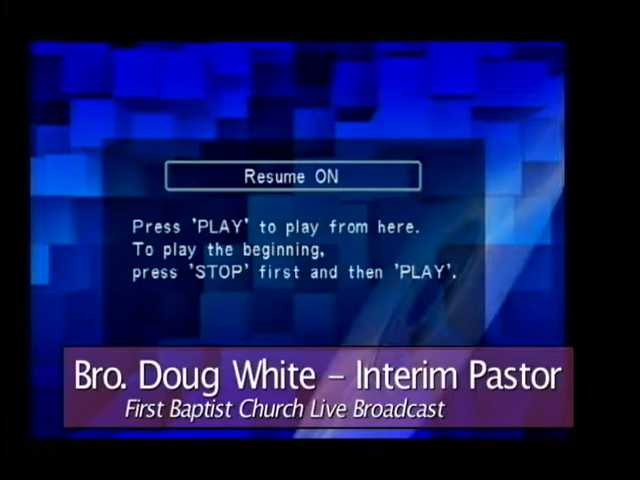 Resume ON
Press 'PLAY' to play from here.
To play the beginning,
press 'STOP' first and then 'PLAY'.
Bro. Doug White – Interim Pastor
First Baptist Church Live Broadcast